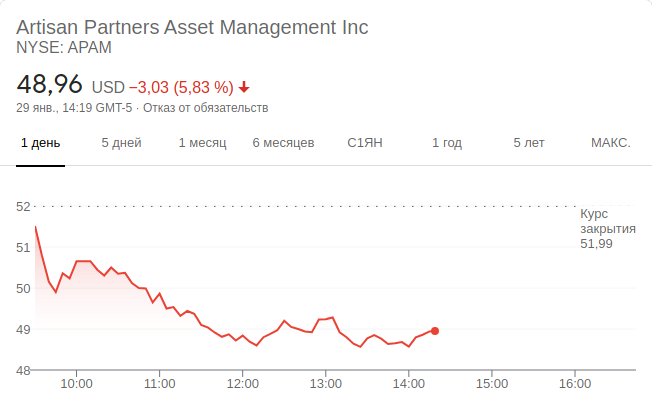 Artisan Partners Asset Management Inc
NYSE: APAM
48,96 USD −3,03 (5,83 %)
29 янв., 14:19 GMT-5 · Отказ от обязательств
1 день 5 дней 1 месяц 6 месяцев С1ЯН 1 год 5 лет МАКС.
52
Курс
закрытия
51,99
51
50
49
48
10:00 11:00 12:00 13:00 14:00 15:00 16:00